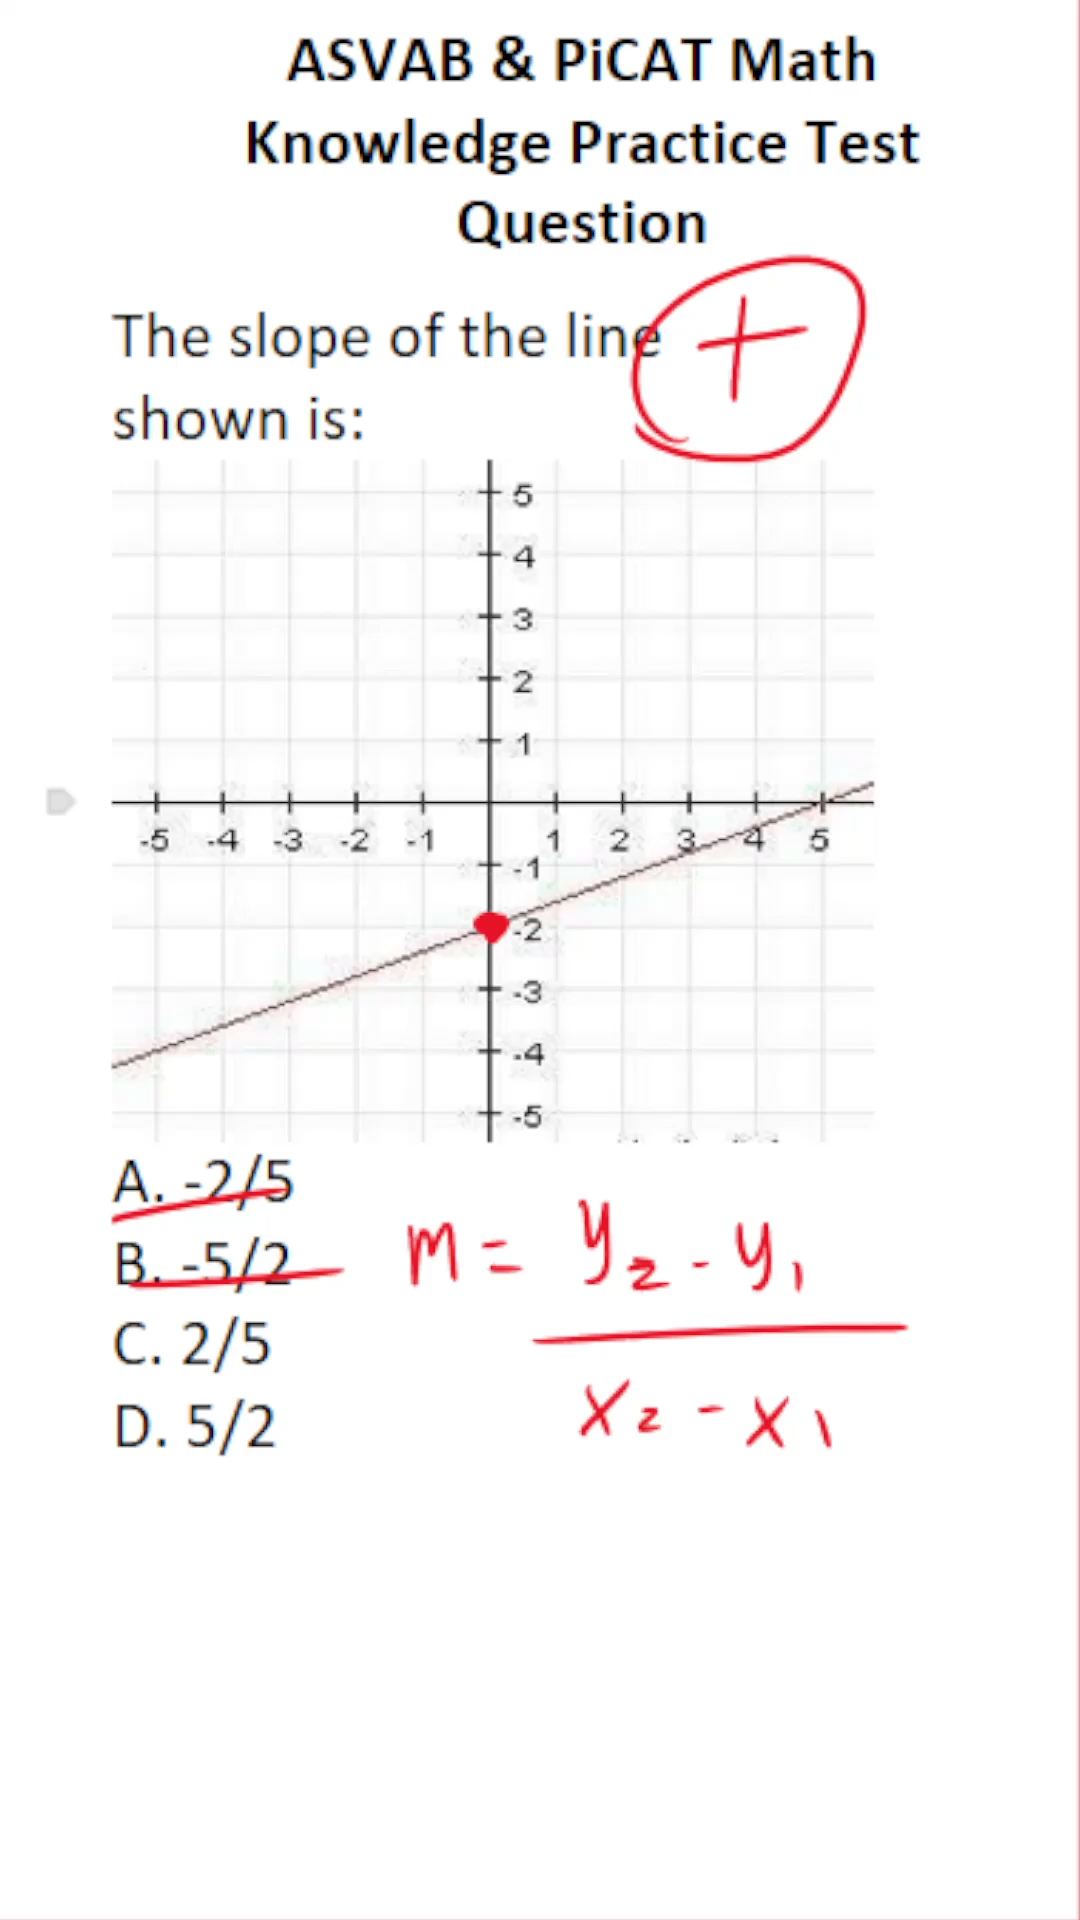 ASVAB & PiCAT Math
Knowledge Practice Test
Question
The slope of the line +
shown is:
5
4
3
2
1
-5 -4 -3 -2 -1 1 2 3 4 5
-1
-2
-3
-4
-5
A. -2/5
B. -5/2
C. 2/5
D. 5/2
m = y₂ - y₁
x₂ - x₁